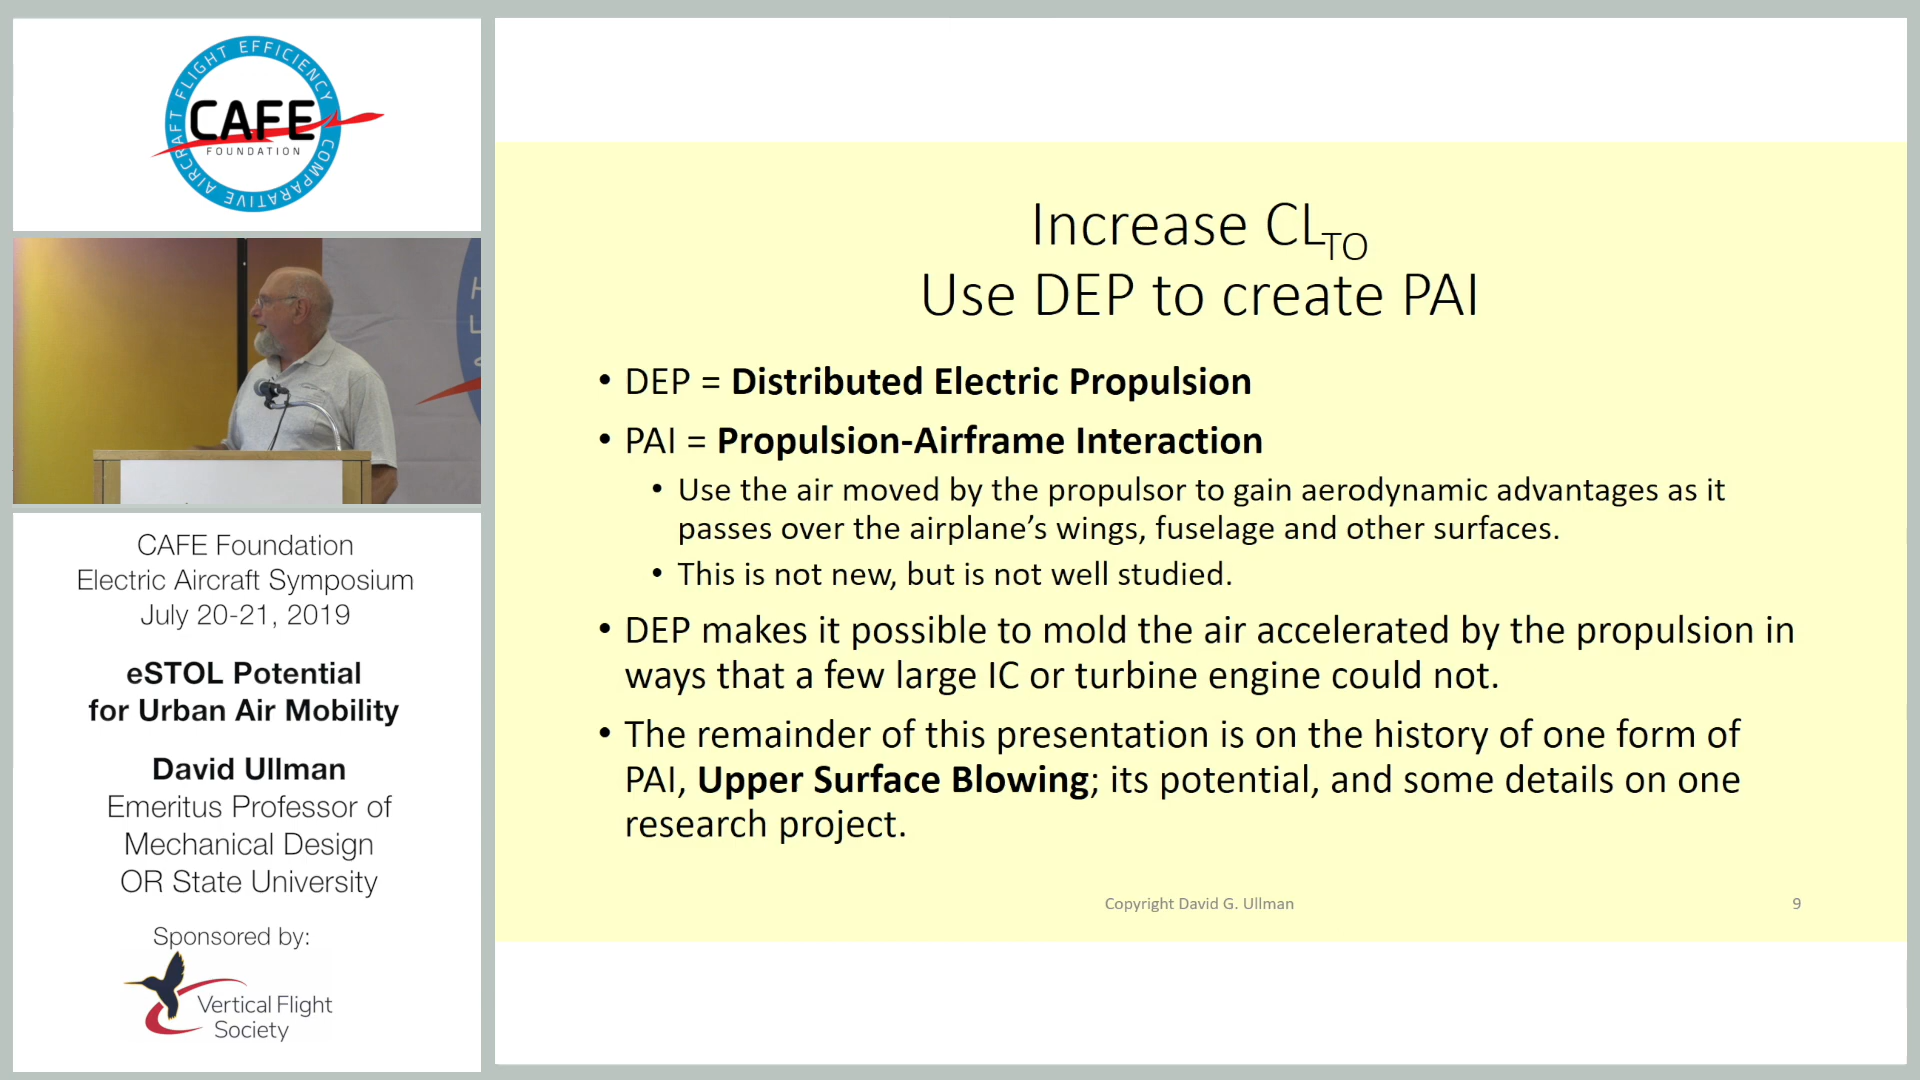 AIRCRAFT FLIGHT EFFICIENCY
COMPARATIVE
CAFE
FOUNDATION
CAFE Foundation
Electric Aircraft Symposium
July 20-21, 2019
eSTOL Potential
for Urban Air Mobility
David Ullman
Emeritus Professor of
Mechanical Design
OR State University
Sponsored by:
Vertical Flight
Society
Increase CLTO
Use DEP to create PAI
• DEP = Distributed Electric Propulsion
• PAI = Propulsion-Airframe Interaction
• Use the air moved by the propulsor to gain aerodynamic advantages as it
passes over the airplane’s wings, fuselage and other surfaces.
• This is not new, but is not well studied.
• DEP makes it possible to mold the air accelerated by the propulsion in
ways that a few large IC or turbine engine could not.
• The remainder of this presentation is on the history of one form of
PAI, Upper Surface Blowing; its potential, and some details on one
research project.
Copyright David G. Ullman
9